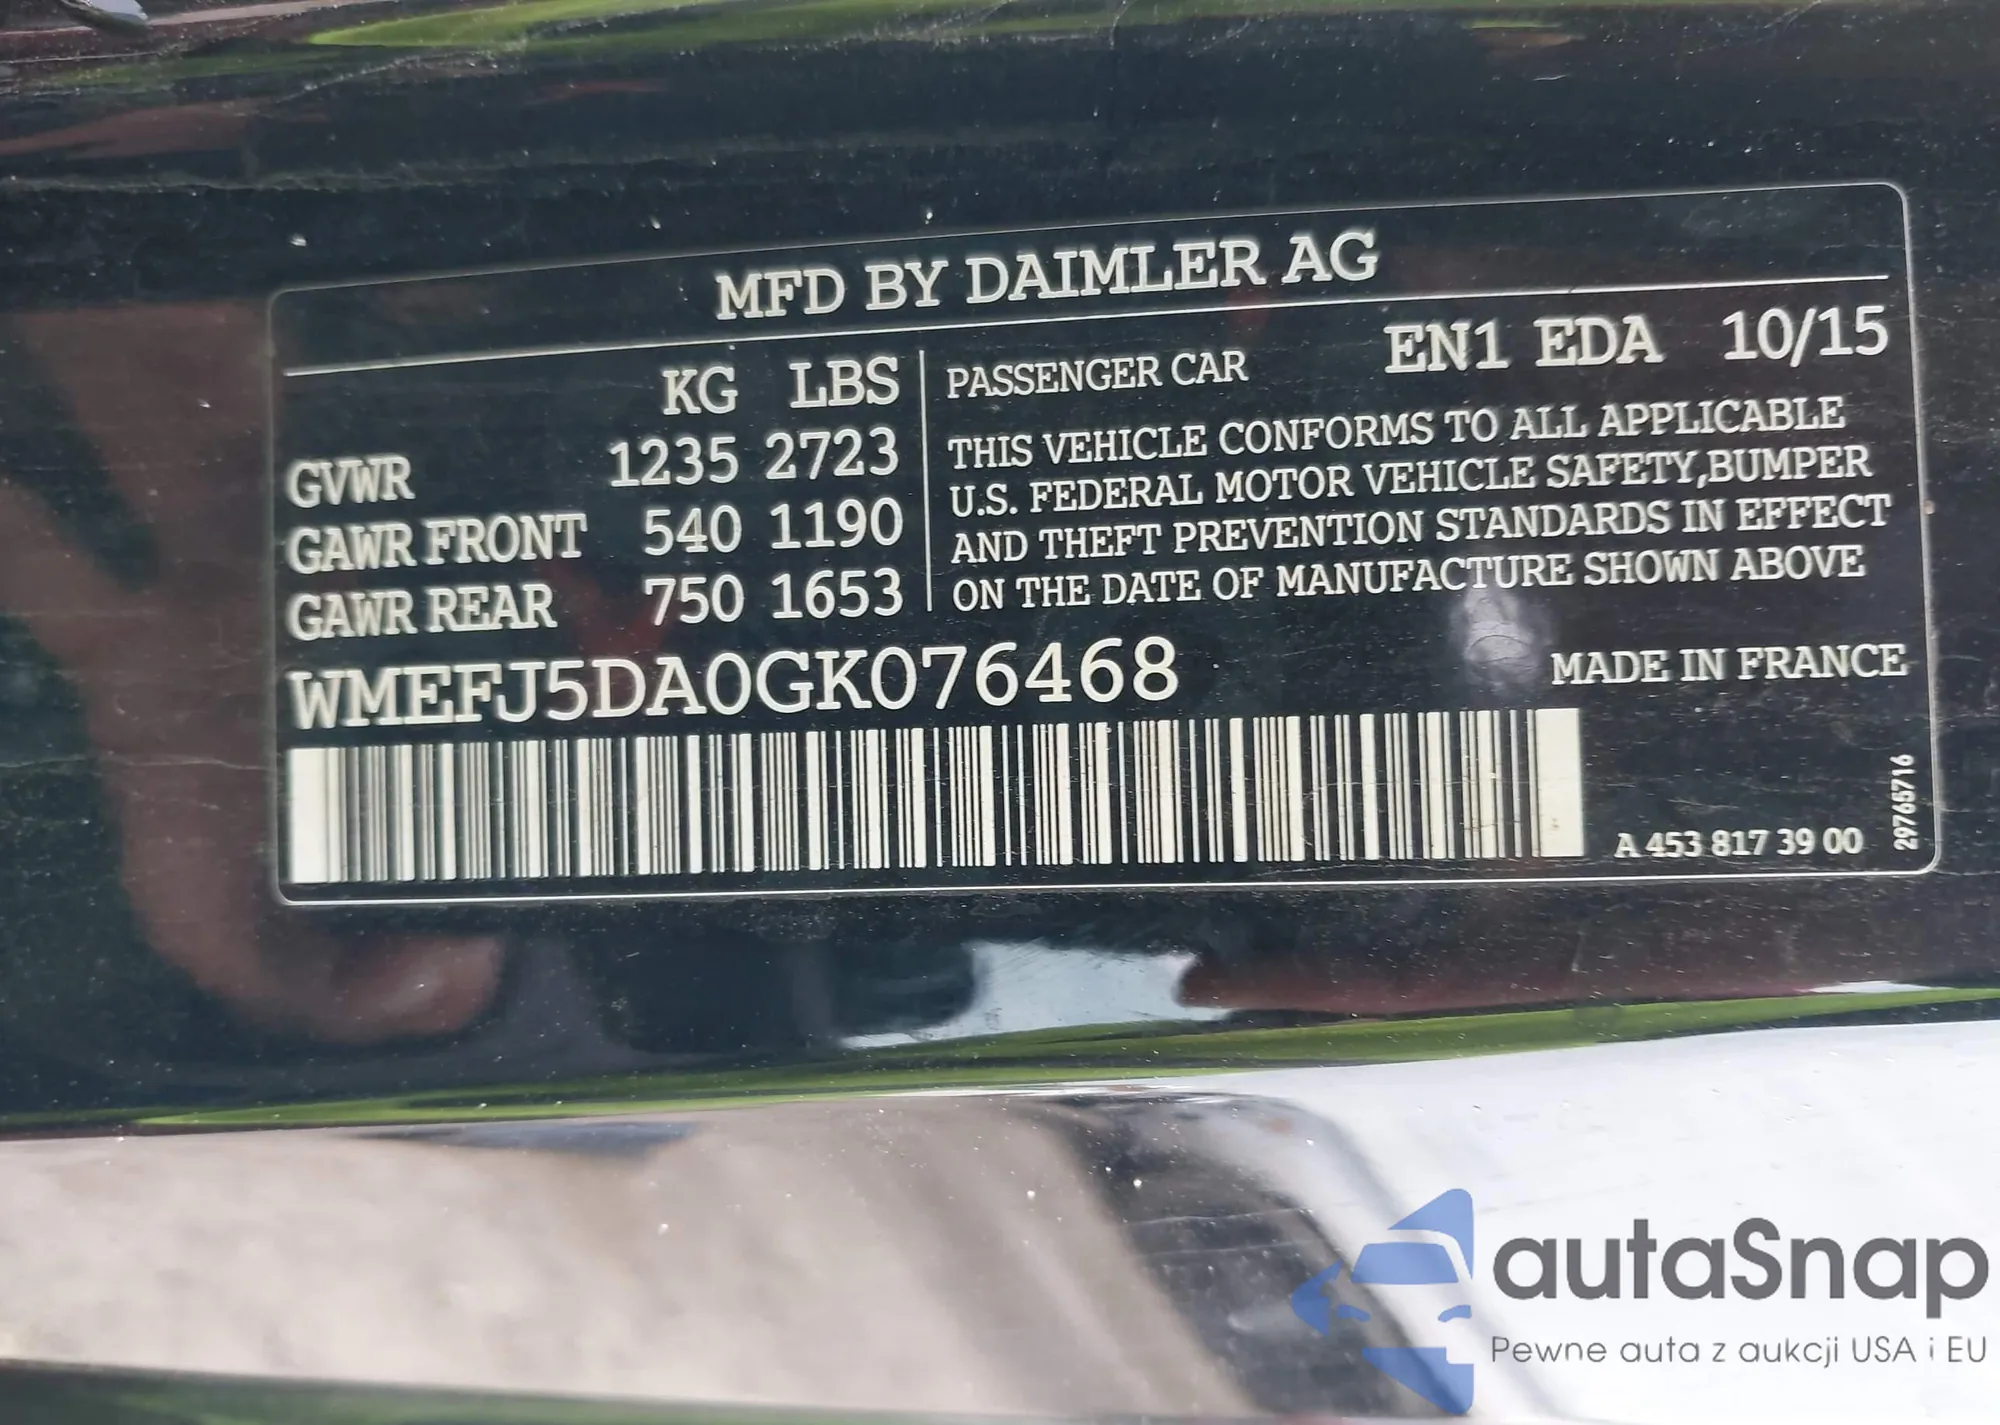 MFD BY DAIMLER AG
KG LBS
GVWR 1235 2723
GAWR FRONT 540 1190
GAWR REAR 750 1653
PASSENGER CAR EN1 EDA 10/15
THIS VEHICLE CONFORMS TO ALL APPLICABLE
U.S. FEDERAL MOTOR VEHICLE SAFETY,BUMPER
AND THEFT PREVENTION STANDARDS IN EFFECT
ON THE DATE OF MANUFACTURE SHOWN ABOVE
WMEFJ5DA0GK076468
MADE IN FRANCE
A 453 817 39 00
29765716
autaSnap
Pewne auta z aukcji USA i EU